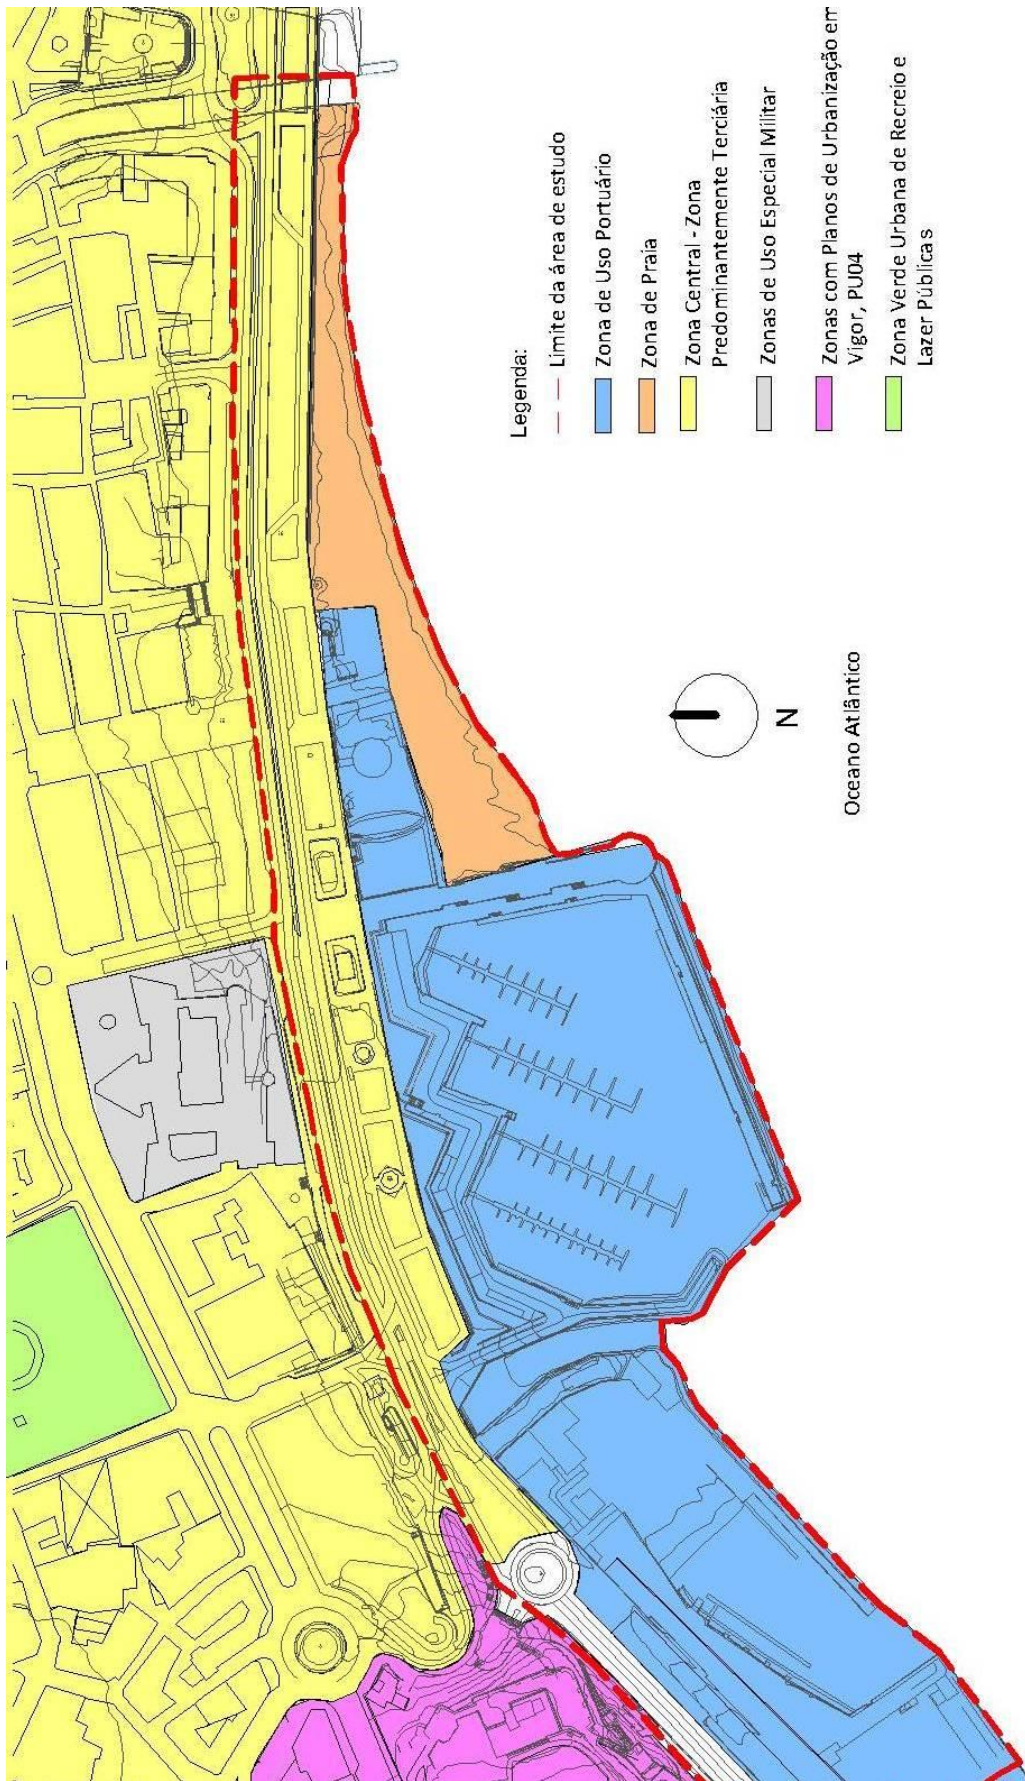 Legenda:
Limite da área de estudo
Zona de Uso Portuário
Zona de Praia
Zona Central - Zona
Predominantemente Terciária
Zonas de Uso Especial Militar
Zonas com Planos de Urbanização em
Vigor, PU04
Zona Verde Urbana de Recreio e
Lazer Públicas
N
Oceano Atlântico